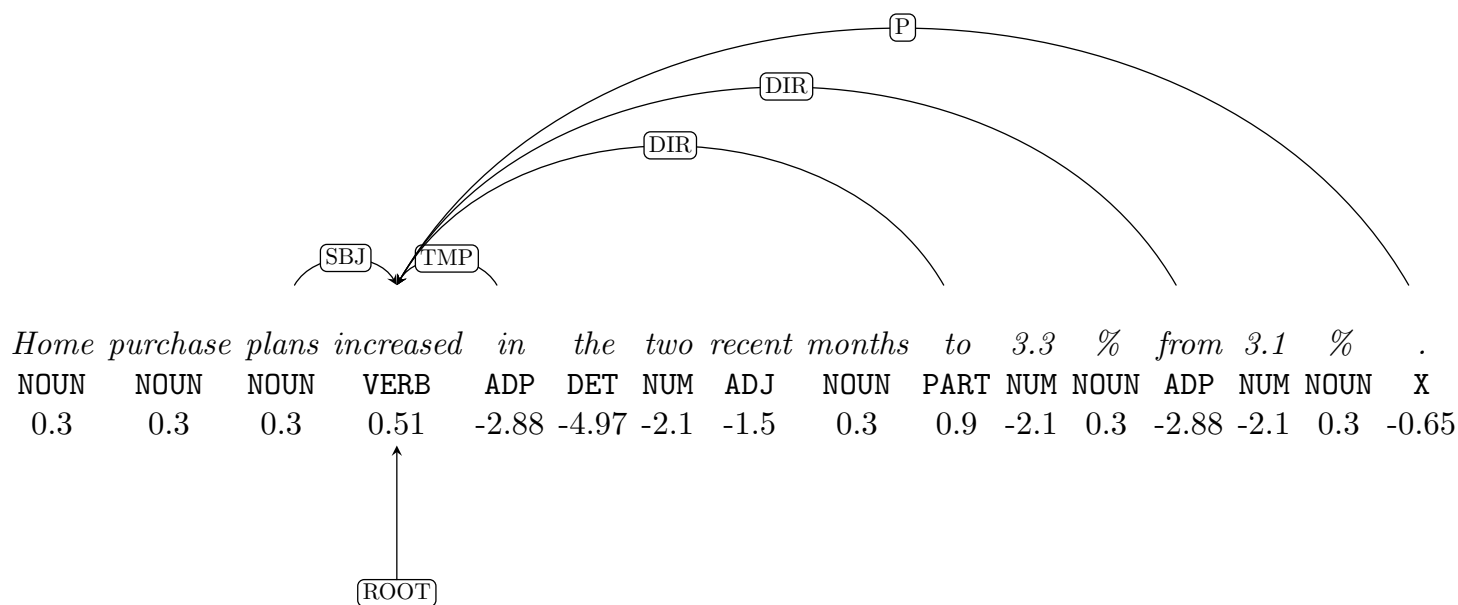 P
DIR
DIR
SBJ TMP
Home purchase plans increased in the two recent months to 3.3 % from 3.1 % .
NOUN NOUN NOUN VERB ADP DET NUM ADJ NOUN PART NUM NOUN ADP NUM NOUN X
0.3 0.3 0.3 0.51 -2.88 -4.97 -2.1 -1.5 0.3 0.9 -2.1 0.3 -2.88 -2.1 0.3 -0.65
ROOT